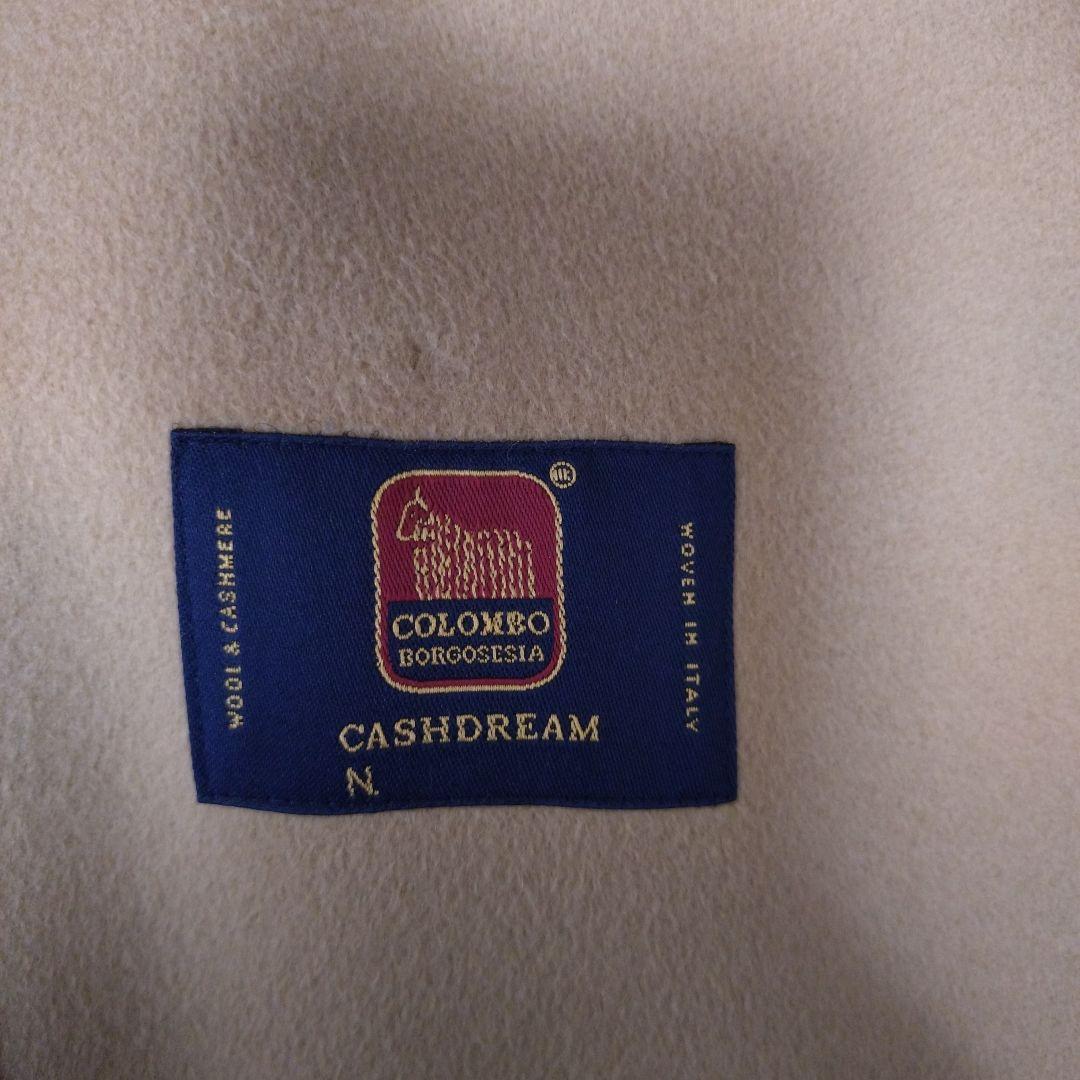 WOOL & CASHMERE
COLOMBO
BORGOSESIA
CASHDREAM
N.
WOVEN IN ITALY